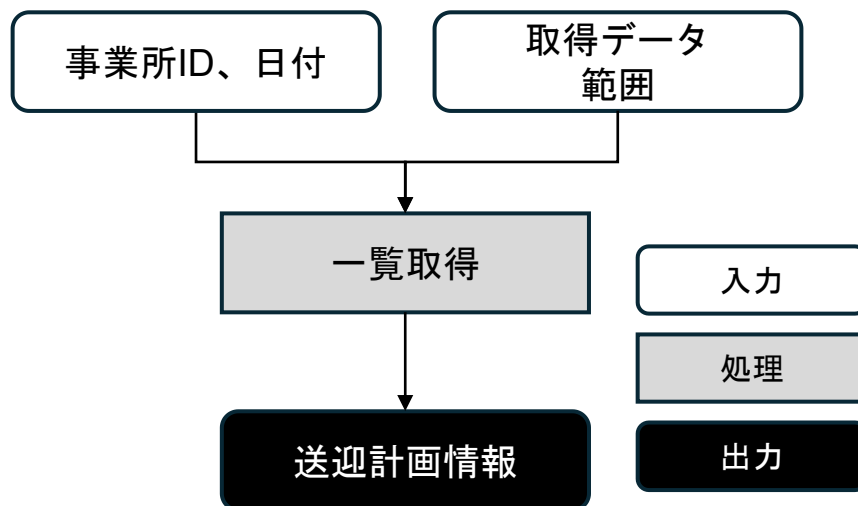 事業所ID、日付
取得データ
範囲
一覧取得
入力
処理
送迎計画情報
出力